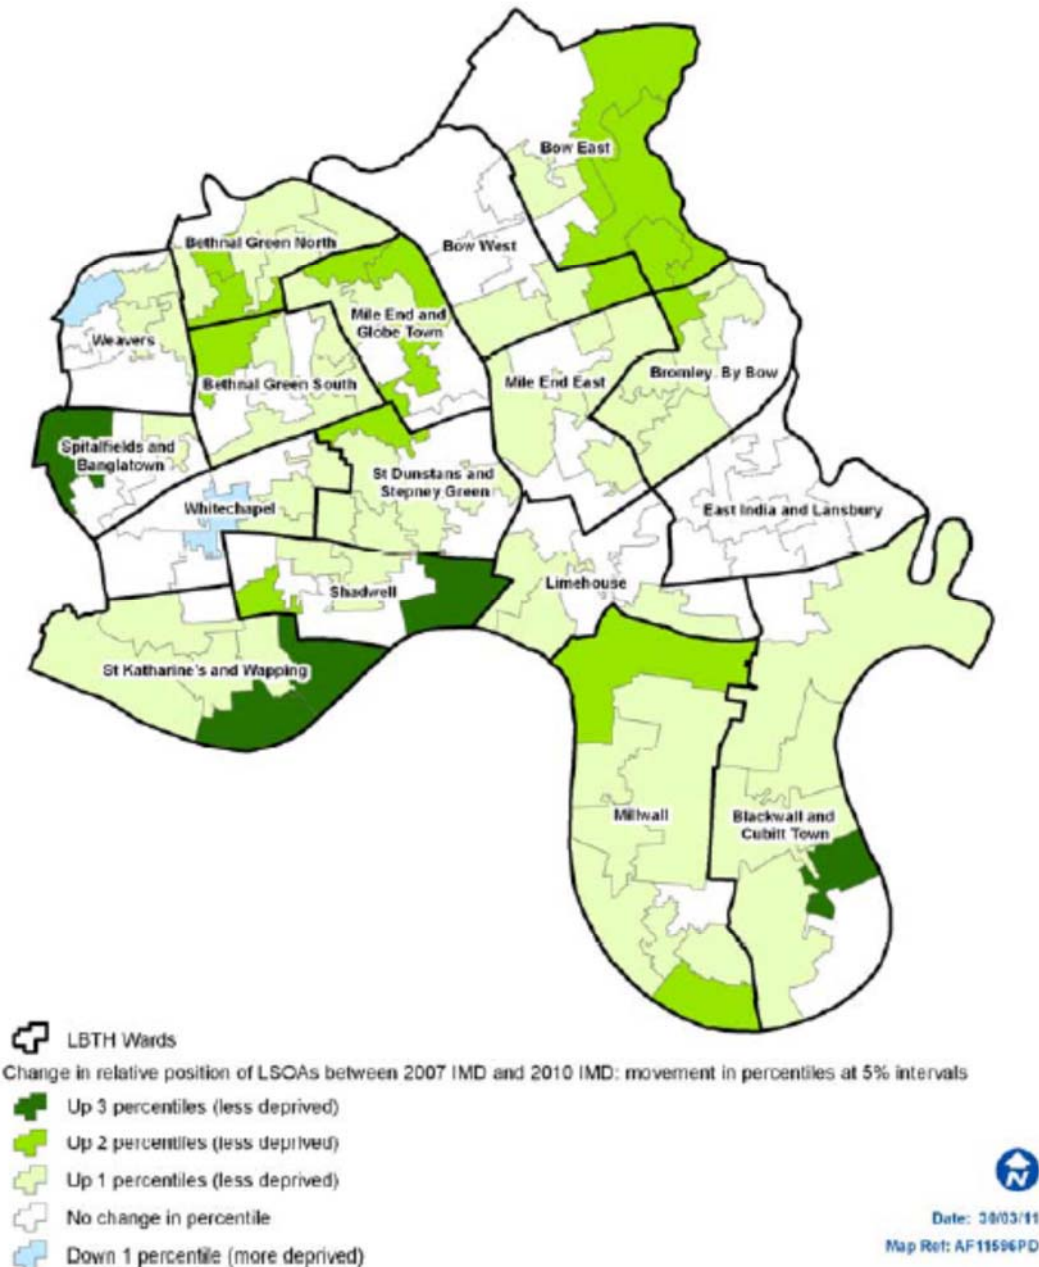 Bow East
Bethnal Green North
Bow West
Mile End and
Globe Town
Weavers
Bethnal Green South
Mile End East
Bromley. By Bow
Spitalfields and
Banglatown
St Dunstans and
Stepney Green
Whitechapel
East India and Lansbury
Limehouse
Shadwell
St Katharine's and Wapping
Millwall
Blackwall and
Cubitt Town
LBTH Wards
Change in relative position of LSOAs between 2007 IMD and 2010 IMD: movement in percentiles at 5% intervals
Up 3 percentiles (less deprived)
Up 2 percentiles (less deprived)
Up 1 percentiles (less deprived)
No change in percentile
Down 1 percentile (more deprived)
N
Date: 30/03/11
Map Ref: AF11596PD